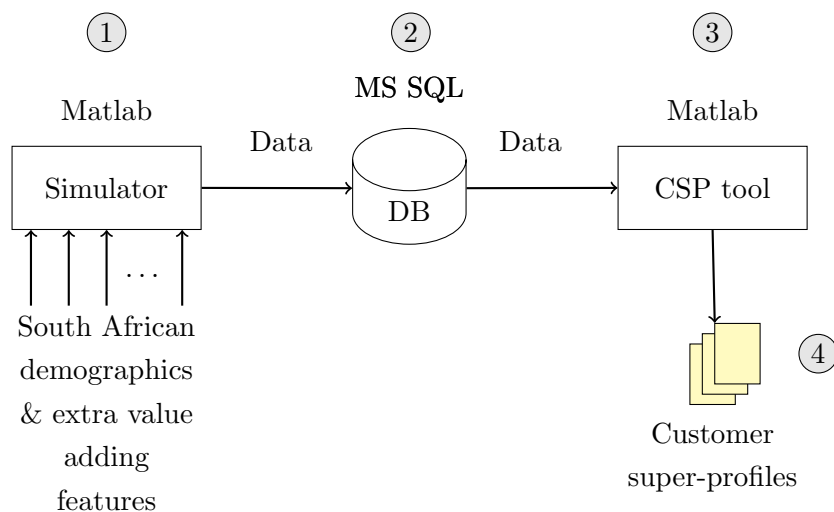 1
2
3
MS SQL
Matlab
Matlab
Data
Data
Simulator
DB
CSP tool
. . .
South African
demographics
& extra value
adding
features
4
Customer
super-profiles